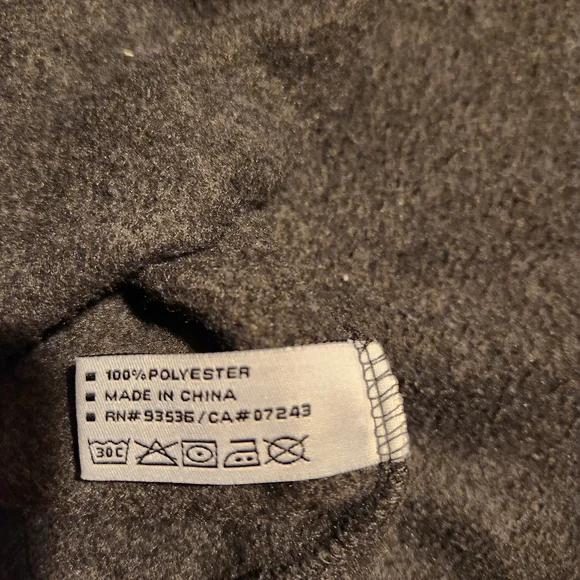 100% POLYESTER
MADE IN CHINA
RN# 93536/CA# 07243
30C